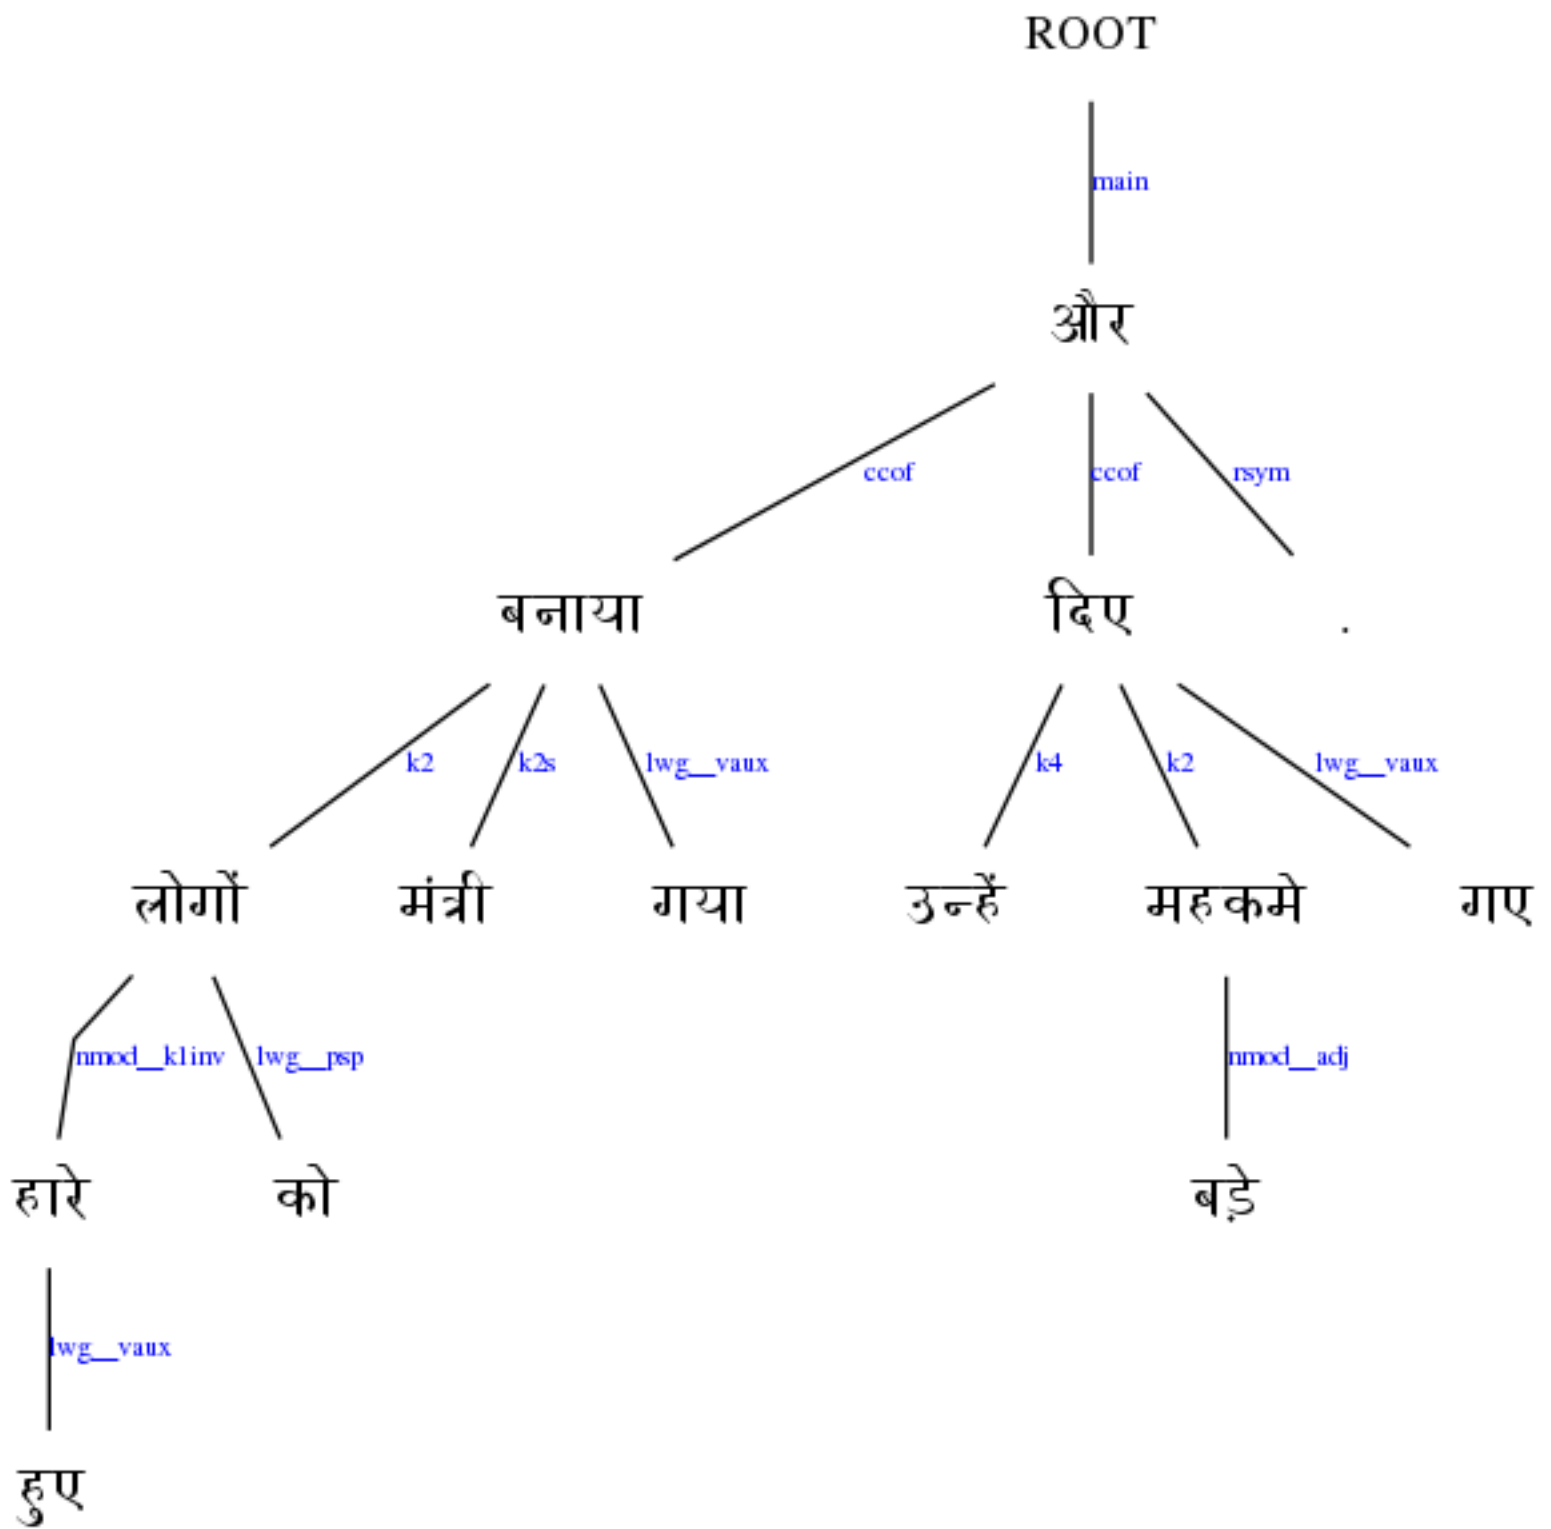 ROOT
main
और
ccof ccof rsym
बनाया दिए .
k2 k2s lwg__vaux k4 k2 lwg__vaux
लोगों मंत्री गया उन्हें महकमे गए
nmod__k1inv lwg__psp nmod__adj
हारे को बड़े
lwg__vaux
हुए